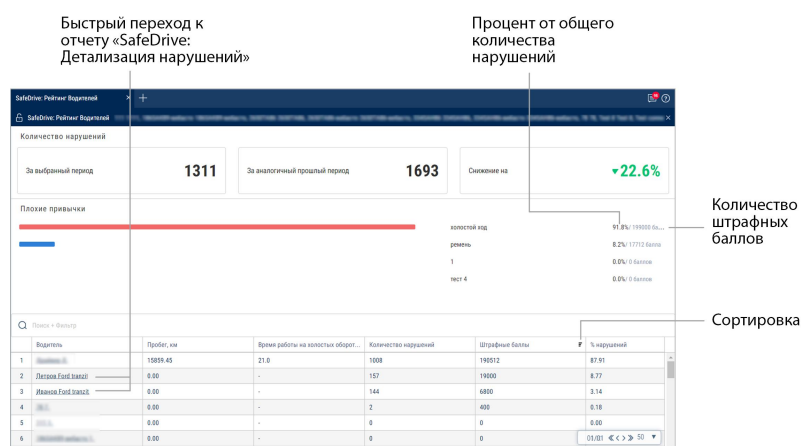 Быстрый переход к
отчету «SafeDrive:
Детализация нарушений»
Процент от общего
количества
нарушений
SafeDrive: Рейтинг Водителей × +
SafeDrive: Рейтинг Водителей ×
Количество нарушений
За выбранный период 1311
За аналогичный прошлый период 1693
Снижение на ▼22.6%
Плохие привычки
холостой ход 91.8%/ 199000 ба...
ремень 8.2%/ 17712 балла
1 0.0%/ 0 баллов
тест 4 0.0%/ 0 баллов
Количество
штрафных
баллов
Сортировка
Поиск + Фильтр
Водитель Пробег, км Время работы на холостых оборот... Количество нарушений Штрафные баллы % нарушений
1 15859.45 21.0 1008 190512 87.91
2 Петров Ford tranzit 0.00 - 157 19000 8.77
3 Иванов Ford tranzit 0.00 - 144 6800 3.14
4 0.00 - 2 400 0.18
5 0.00 - 0 0 0.00
6 0.00 - 0 0
01/01 50